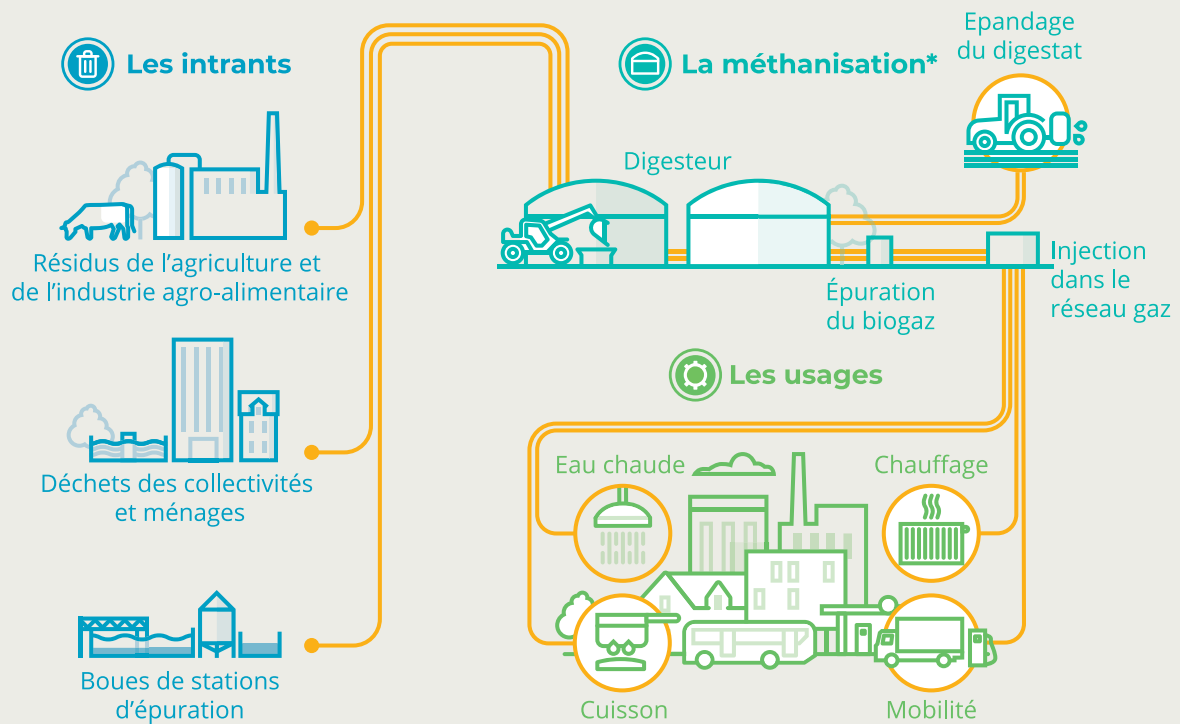 Les intrants
Résidus de l'agriculture et
de l'industrie agro-alimentaire
Déchets des collectivités
et ménages
Boues de stations
d'épuration
La méthanisation*
Epandage
du digestat
Digesteur
Épuration
du biogaz
Injection
dans le
réseau gaz
Les usages
Eau chaude
Chauffage
Cuisson
Mobilité